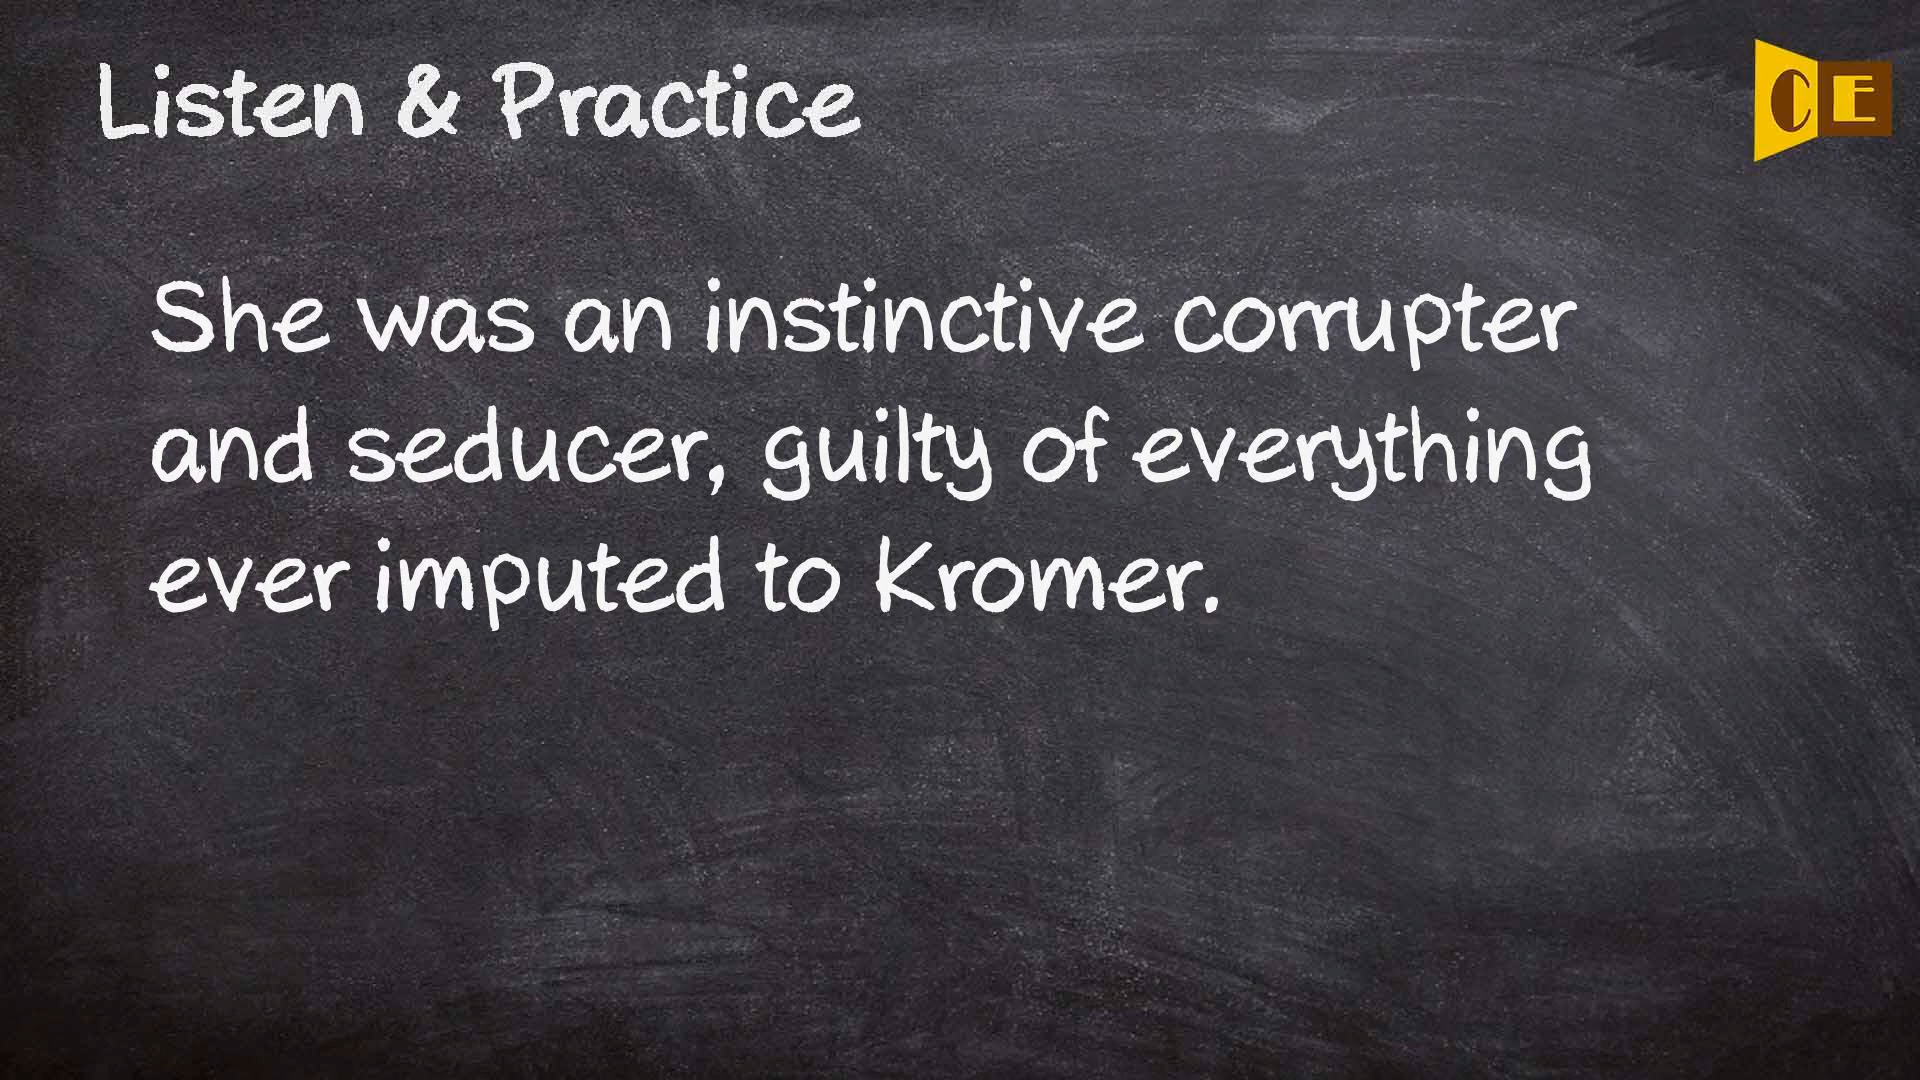 Listen & Practice
CE
She was an instinctive corrupter
and seducer, guilty of everything
ever imputed to Kromer.